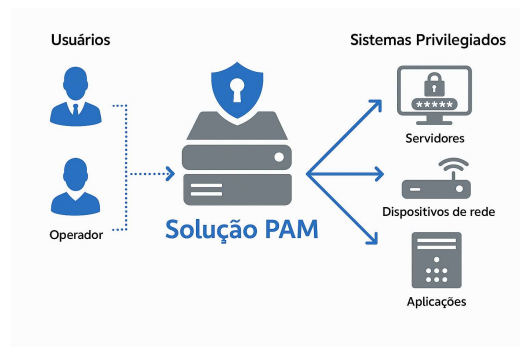 Usuários
Sistemas Privilegiados
*****
Servidores
Dispositivos de rede
Operador
Solução PAM
Aplicações